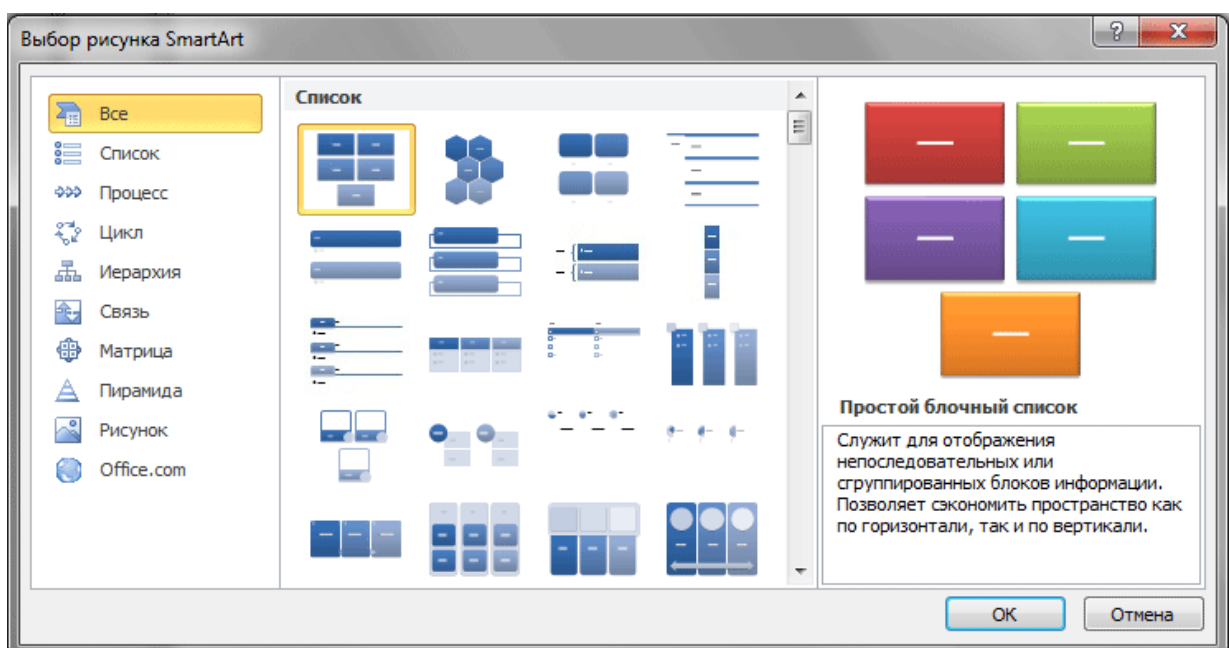 Выбор рисунка SmartArt
Все
Список
Процесс
Цикл
Иерархия
Связь
Матрица
Пирамида
Рисунок
Office.com
Список
Простой блочный список
Служит для отображения
непоследовательных или
сгруппированных блоков информации.
Позволяет сэкономить пространство как
по горизонтали, так и по вертикали.
ОК
Отмена